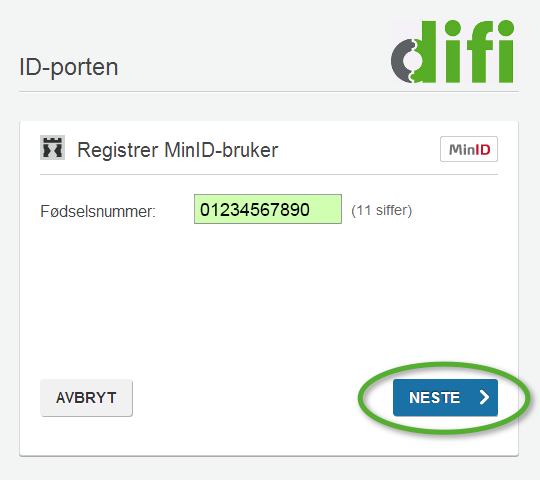 difi
ID-porten
Registrer MinID-bruker
MinID
Fødselsnummer: 01234567890 (11 siffer)
AVBRYT NESTE